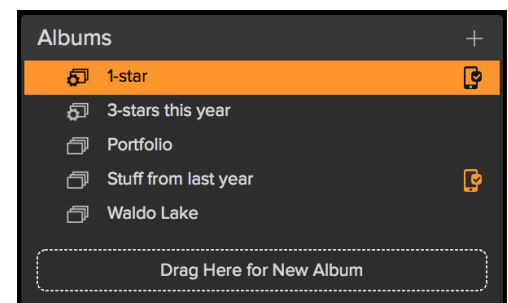 Albums
1-star
3-stars this year
Portfolio
Stuff from last year
Waldo Lake
Drag Here for New Album